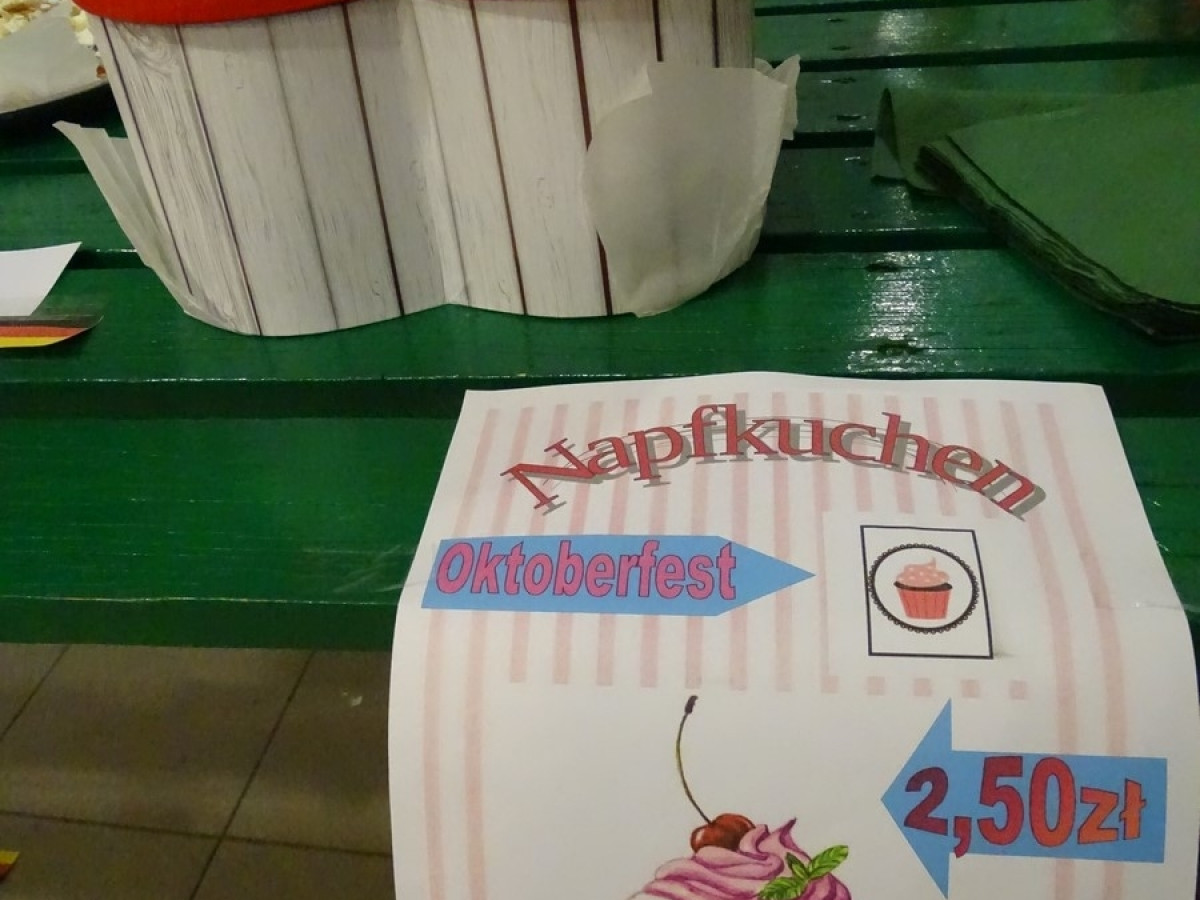 Napfkuchen
Oktoberfest
2,50zł